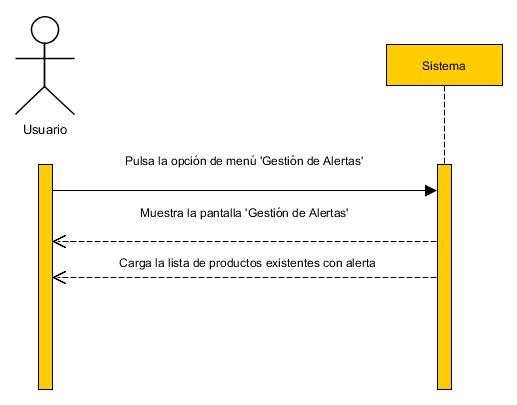 Sistema
Usuario
Pulsa la opción de menú 'Gestión de Alertas'
Muestra la pantalla 'Gestión de Alertas'
Carga la lista de productos existentes con alerta